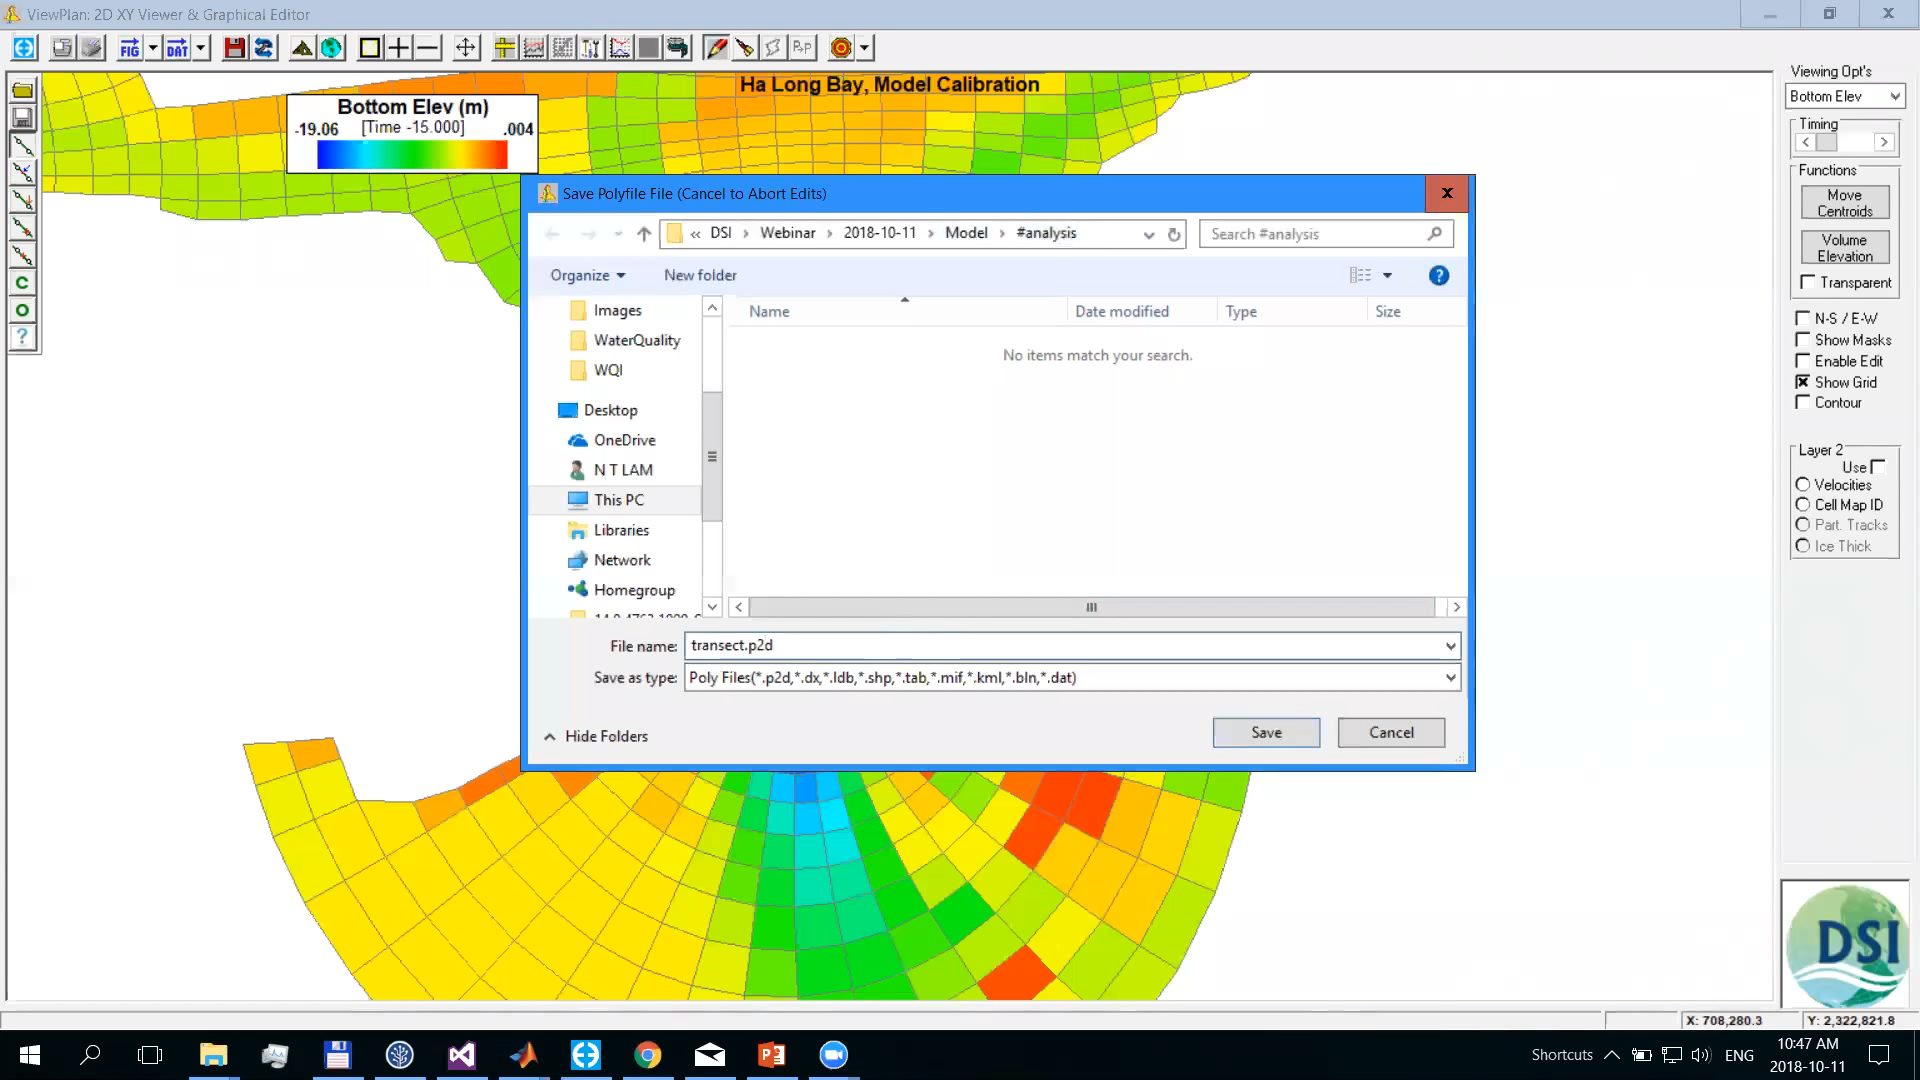 ViewPlan: 2D XY Viewer & Graphical Editor
FIG
DAT
P2P
Ha Long Bay, Model Calibration
Bottom Elev (m)
-19.06 [Time -15.000] .004
C
O
?
Save Polyfile File (Cancel to Abort Edits)
« DSI › Webinar › 2018-10-11 › Model › #analysis
Search #analysis
Organize
New folder
Name
Date modified
Type
Size
No items match your search.
Images
WaterQuality
WQI
Desktop
OneDrive
N T LAM
This PC
Libraries
Network
Homegroup
File name: transect.p2d
Save as type: Poly Files(*.p2d,*.dx,*.ldb,*.shp,*.tab,*.mif,*.kml,*.bln,*.dat)
Hide Folders
Save
Cancel
Viewing Opt's
Bottom Elev
Timing
Functions
Move
Centroids
Volume
Elevation
Transparent
N-S / E-W
Show Masks
Enable Edit
Show Grid
Contour
Layer 2
Use
Velocities
Cell Map ID
Part. Tracks
Ice Thick
DSI
X: 708,280.3
Y: 2,322,821.8
Shortcuts
ENG
10:47 AM
2018-10-11